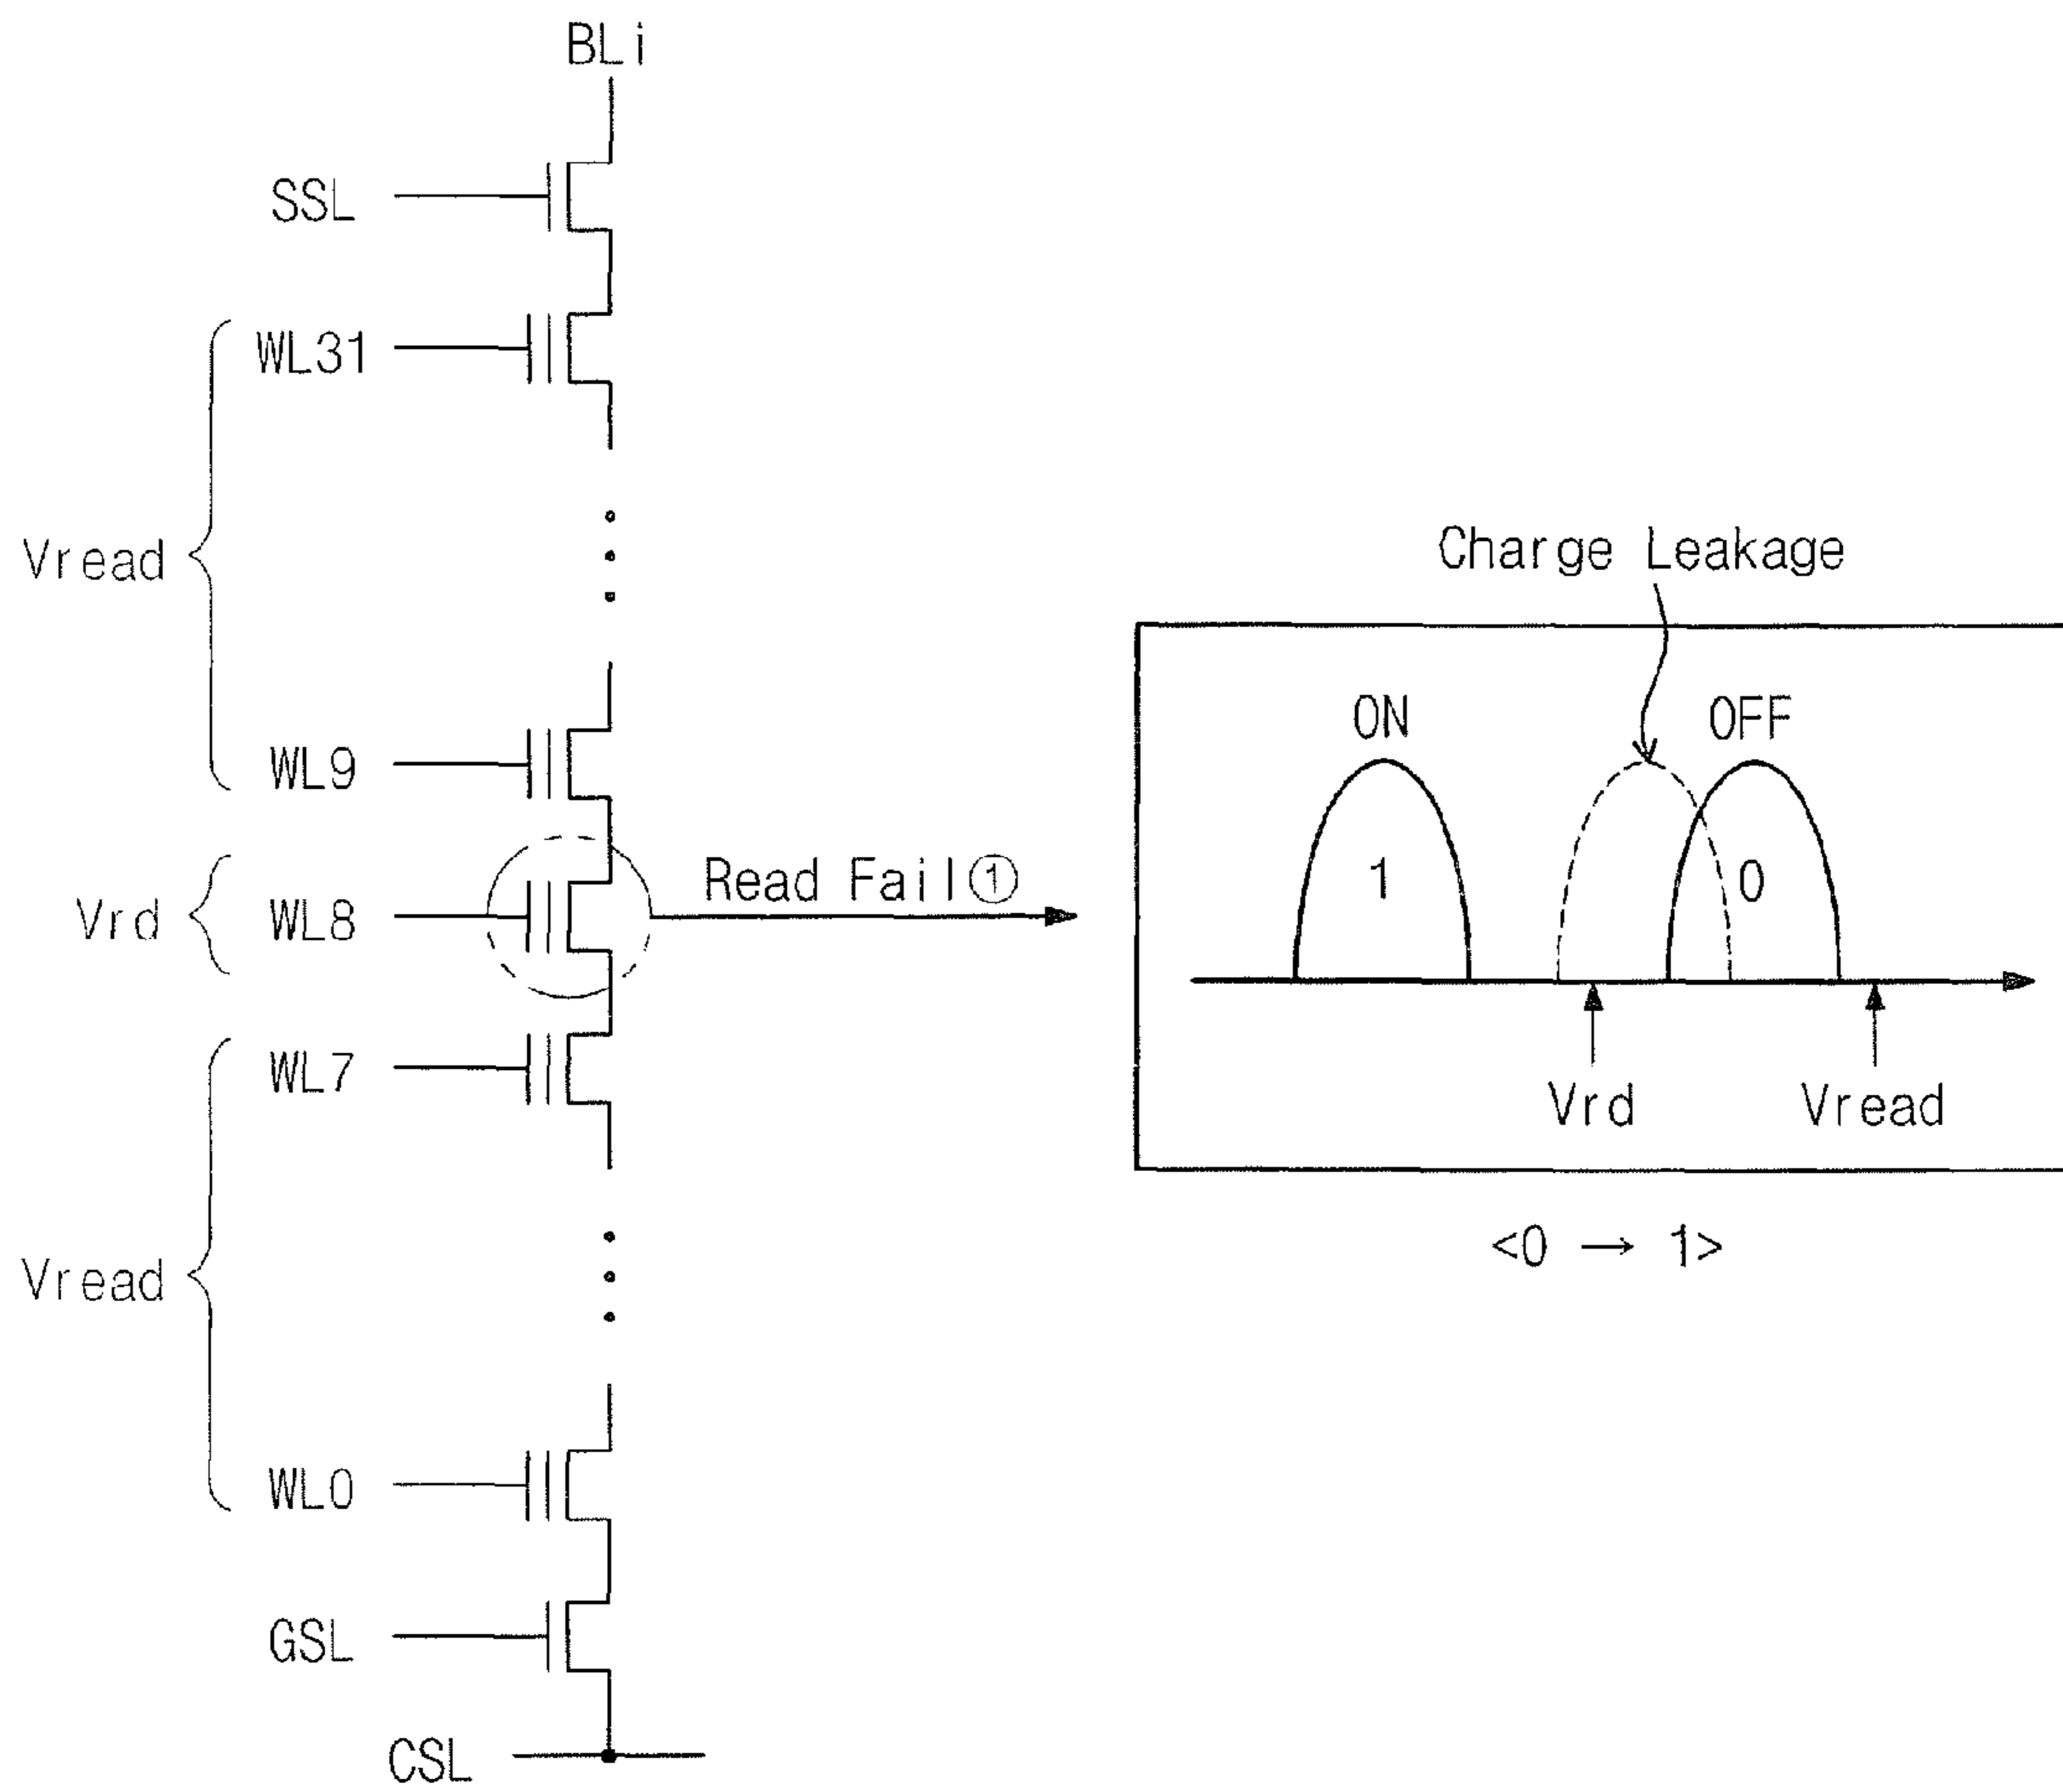 BLi
SSL
WL31
Vread
Charge Leakage
ON OFF
WL9
1 0
Read Fail①
Vrd WL8
WL7
Vrd Vread
<0 → 1>
Vread
WL0
GSL
CSL